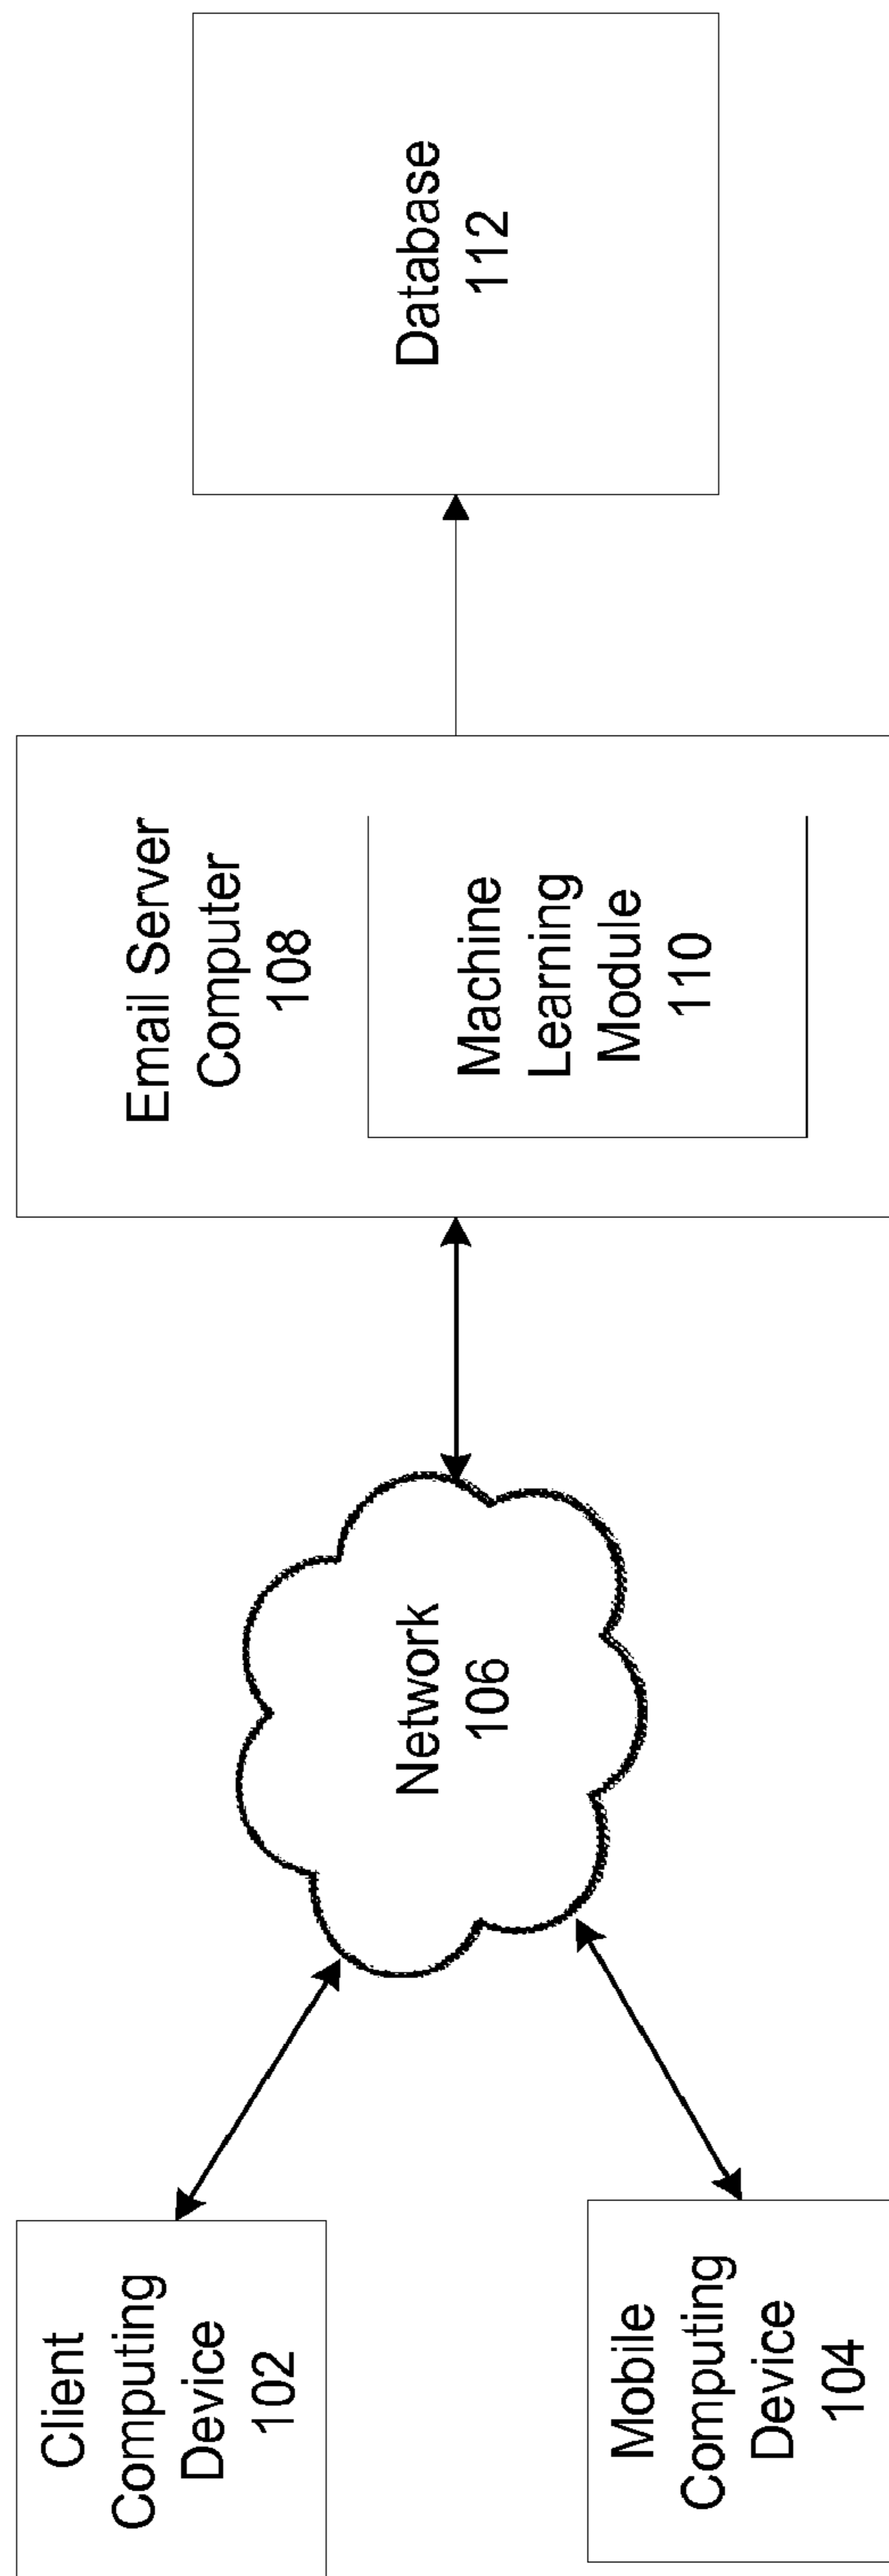 Client
Computing
Device
102
Mobile
Computing
Device
104
Network
106
Email Server
Computer
108
Machine
Learning
Module
110
Database
112